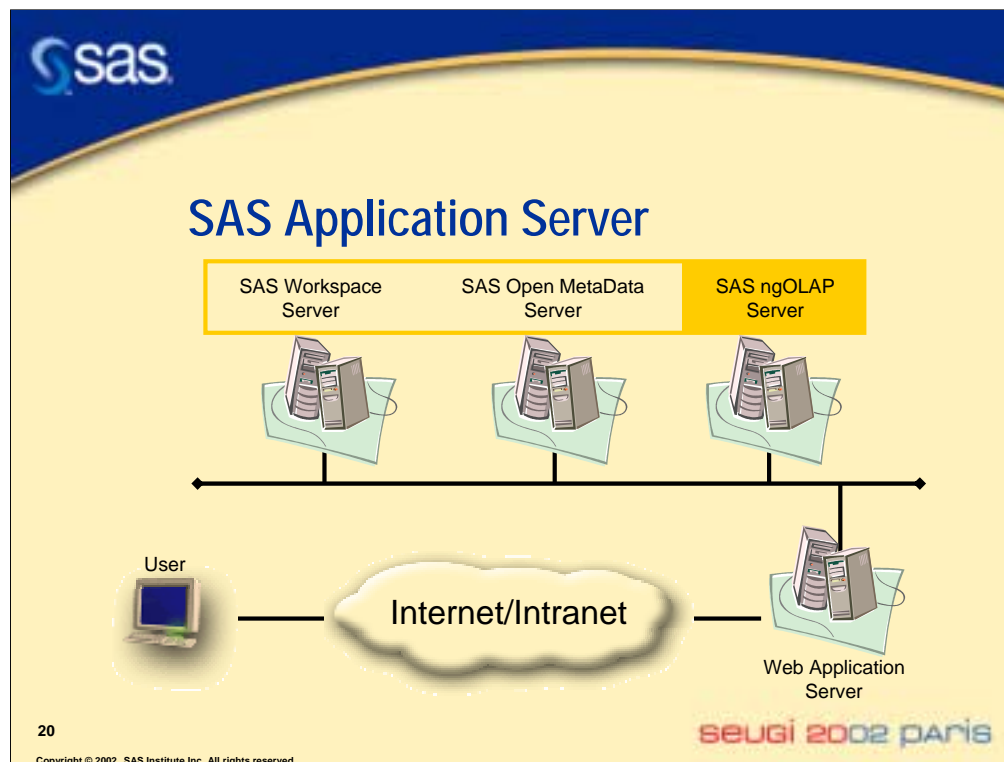 sas.
SAS Application Server
SAS Workspace
Server
SAS Open MetaData
Server
SAS ngOLAP
Server
User
Internet/Intranet
Web Application
Server
20
seugi 2002 paris
Copyright © 2002, SAS Institute Inc. All rights reserved.